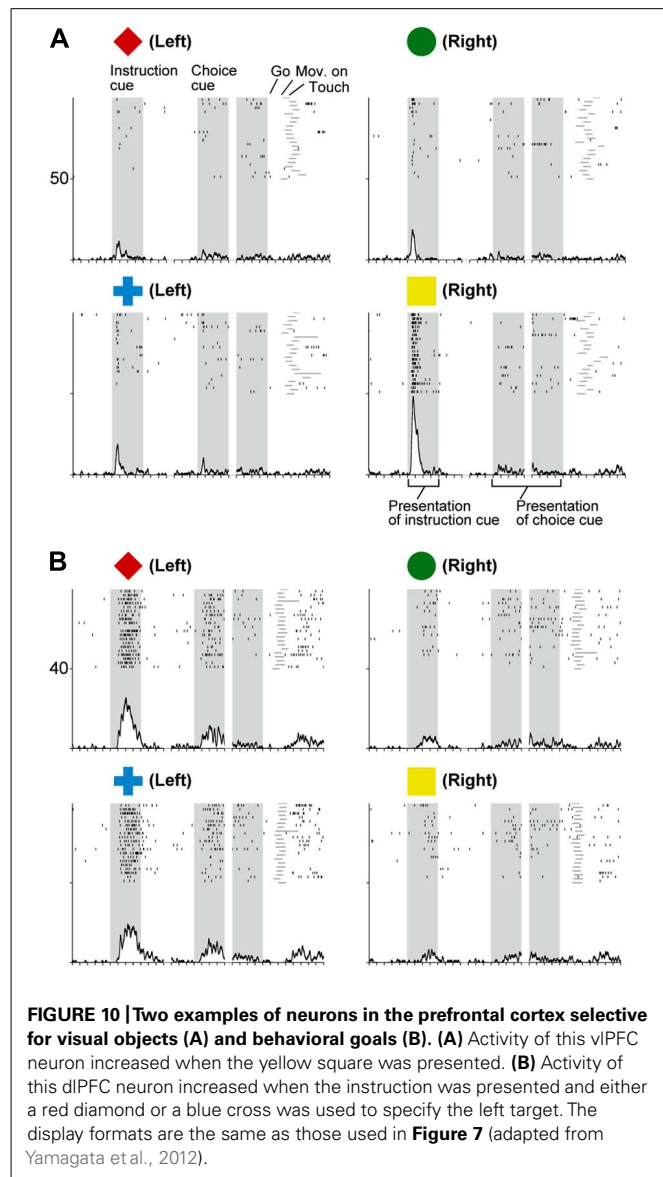 A
(Left)
(Right)
Instruction cue
Choice cue
Go Mov. on
Touch
50
(Left)
(Right)
Presentation of instruction cue
Presentation of choice cue
B
(Left)
(Right)
40
(Left)
(Right)
FIGURE 10 | Two examples of neurons in the prefrontal cortex selective
for visual objects (A) and behavioral goals (B). (A) Activity of this vlPFC
neuron increased when the yellow square was presented. (B) Activity of
this dlPFC neuron increased when the instruction was presented and either
a red diamond or a blue cross was used to specify the left target. The
display formats are the same as those used in Figure 7 (adapted from
Yamagata et al., 2012).